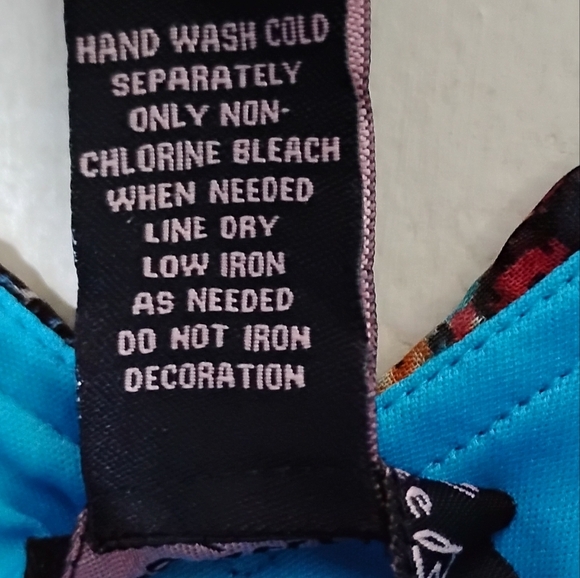 HAND WASH COLD
SEPARATELY
ONLY NON-
CHLORINE BLEACH
WHEN NEEDED
LINE DRY
LOW IRON
AS NEEDED
DO NOT IRON
DECORATION